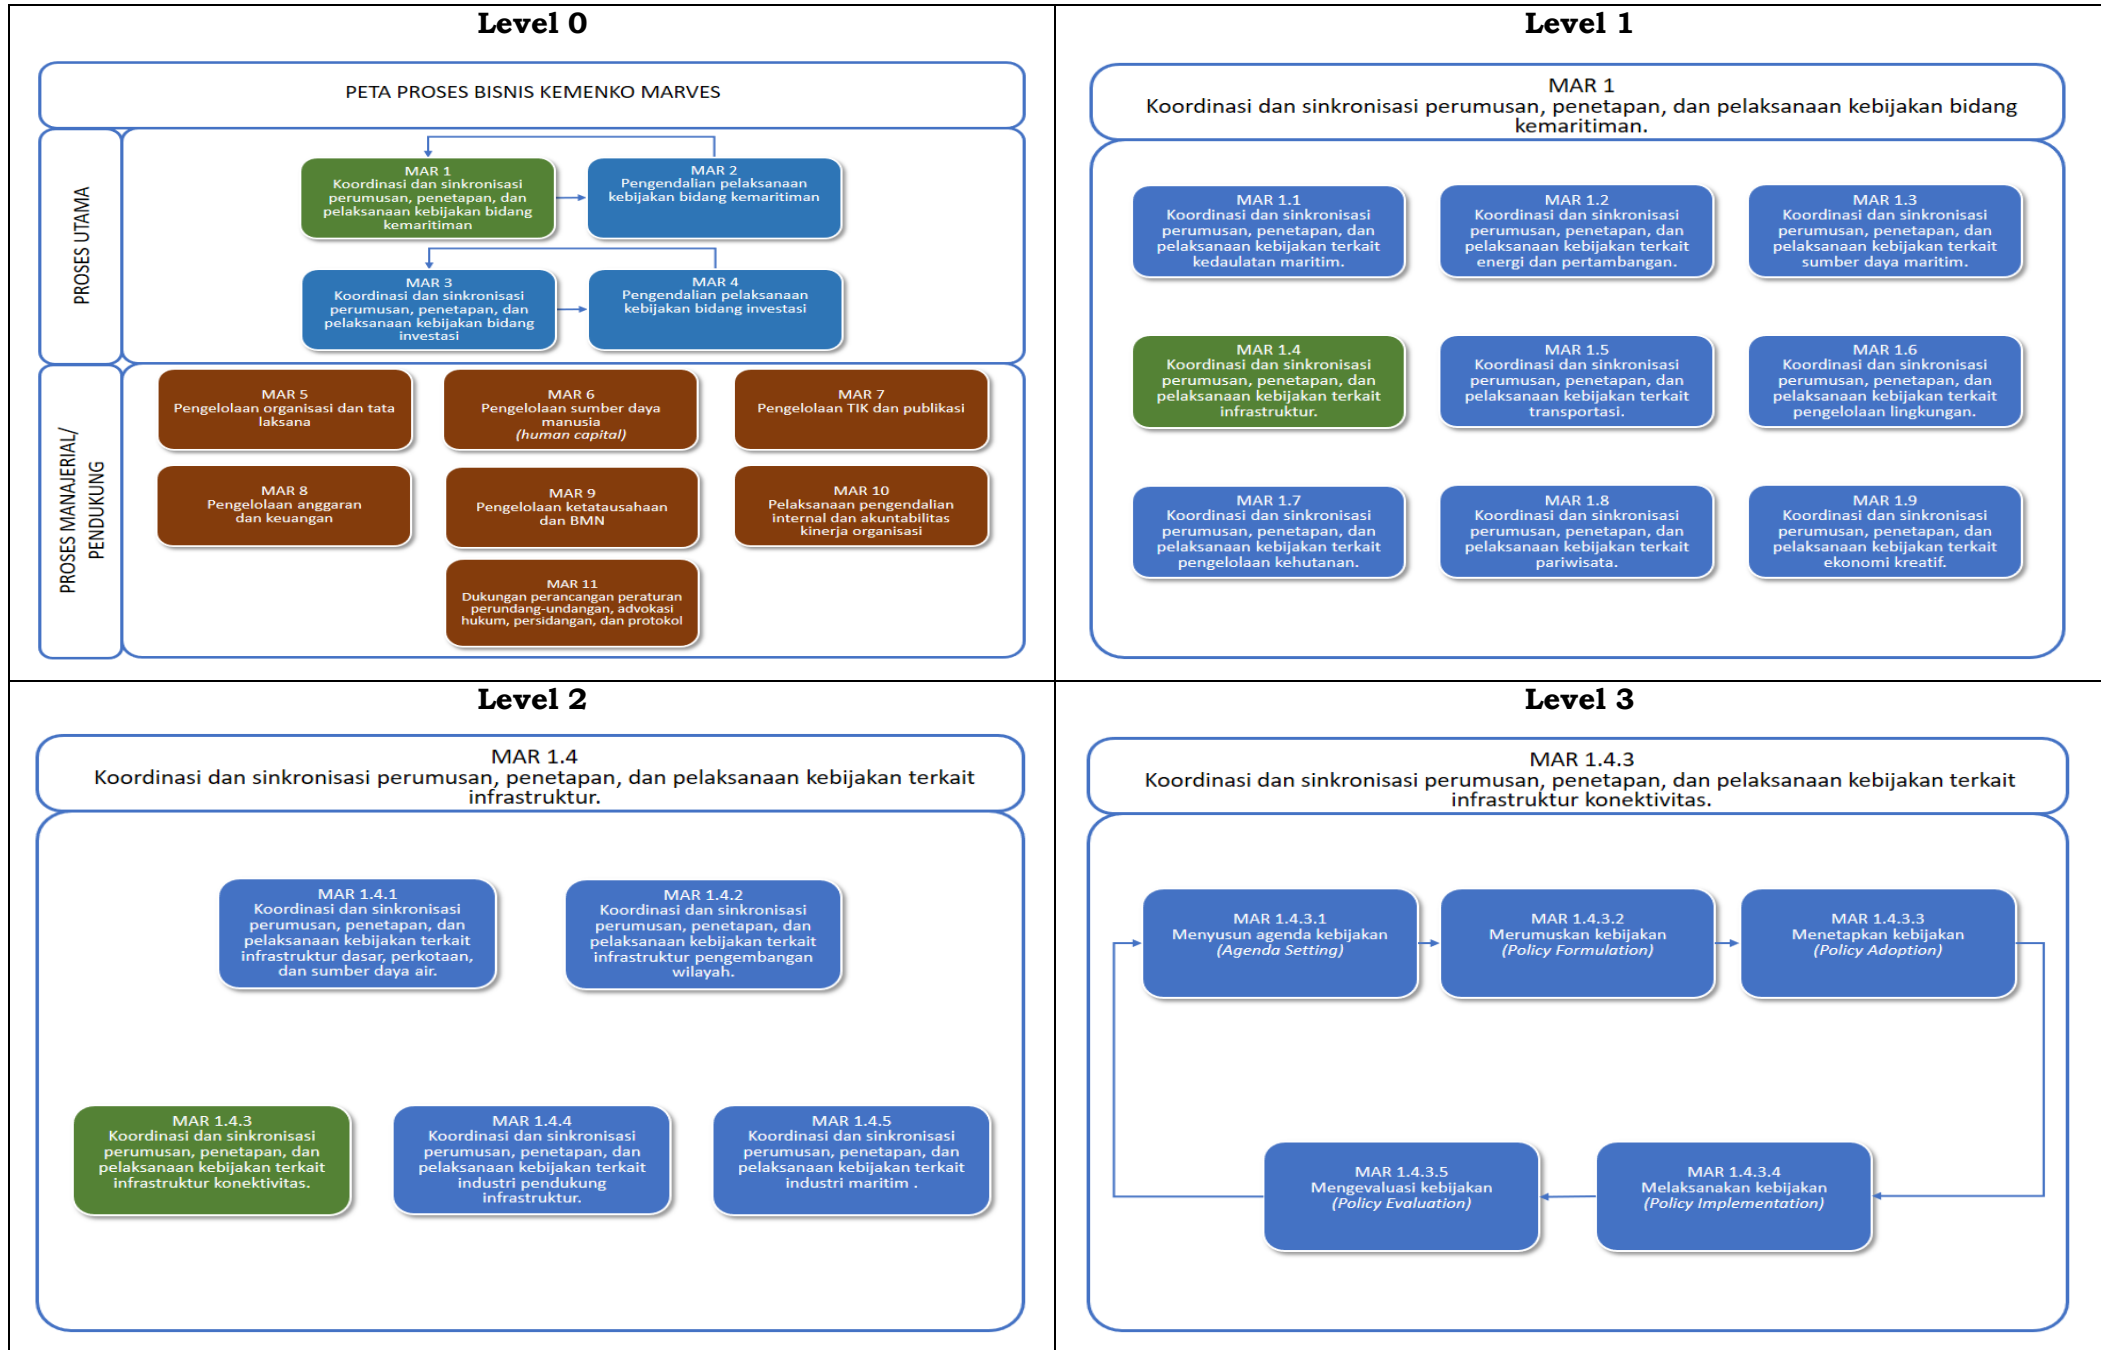 Level 0
PETA PROSES BISNIS KEMENKO MARVES
PROSES UTAMA
MAR 1
Koordinasi dan sinkronisasi
perumusan, penetapan, dan
pelaksanaan kebijakan bidang
kemaritiman
MAR 2
Pengendalian pelaksanaan
kebijakan bidang kemaritiman
MAR 3
Koordinasi dan sinkronisasi
perumusan, penetapan, dan
pelaksanaan kebijakan bidang
investasi
MAR 4
Pengendalian pelaksanaan
kebijakan bidang investasi
PROSES MANAJERIAL/
PENDUKUNG
MAR 5
Pengelolaan organisasi dan tata
laksana
MAR 6
Pengelolaan sumber daya
manusia
(human capital)
MAR 7
Pengelolaan TIK dan publikasi
MAR 8
Pengelolaan anggaran
dan keuangan
MAR 9
Pengelolaan ketatausahaan
dan BMN
MAR 10
Pelaksanaan pengendalian
internal dan akuntabilitas
kinerja organisasi
MAR 11
Dukungan perancangan peraturan
perundang-undangan, advokasi
hukum, persidangan, dan protokol
Level 1
MAR 1
Koordinasi dan sinkronisasi perumusan, penetapan, dan pelaksanaan kebijakan bidang
kemaritiman.
MAR 1.1
Koordinasi dan sinkronisasi
perumusan, penetapan, dan
pelaksanaan kebijakan terkait
kedaulatan maritim.
MAR 1.2
Koordinasi dan sinkronisasi
perumusan, penetapan, dan
pelaksanaan kebijakan terkait
energi dan pertambangan.
MAR 1.3
Koordinasi dan sinkronisasi
perumusan, penetapan, dan
pelaksanaan kebijakan terkait
sumber daya maritim.
MAR 1.4
Koordinasi dan sinkronisasi
perumusan, penetapan, dan
pelaksanaan kebijakan terkait
infrastruktur.
MAR 1.5
Koordinasi dan sinkronisasi
perumusan, penetapan, dan
pelaksanaan kebijakan terkait
transportasi.
MAR 1.6
Koordinasi dan sinkronisasi
perumusan, penetapan, dan
pelaksanaan kebijakan terkait
pengelolaan lingkungan.
MAR 1.7
Koordinasi dan sinkronisasi
perumusan, penetapan, dan
pelaksanaan kebijakan terkait
pengelolaan kehutanan.
MAR 1.8
Koordinasi dan sinkronisasi
perumusan, penetapan, dan
pelaksanaan kebijakan terkait
pariwisata.
MAR 1.9
Koordinasi dan sinkronisasi
perumusan, penetapan, dan
pelaksanaan kebijakan terkait
ekonomi kreatif.
Level 2
MAR 1.4
Koordinasi dan sinkronisasi perumusan, penetapan, dan pelaksanaan kebijakan terkait
infrastruktur.
MAR 1.4.1
Koordinasi dan sinkronisasi
perumusan, penetapan, dan
pelaksanaan kebijakan terkait
infrastruktur dasar, perkotaan,
dan sumber daya air.
MAR 1.4.2
Koordinasi dan sinkronisasi
perumusan, penetapan, dan
pelaksanaan kebijakan terkait
infrastruktur pengembangan
wilayah.
MAR 1.4.3
Koordinasi dan sinkronisasi
perumusan, penetapan, dan
pelaksanaan kebijakan terkait
infrastruktur konektivitas.
MAR 1.4.4
Koordinasi dan sinkronisasi
perumusan, penetapan, dan
pelaksanaan kebijakan terkait
industri pendukung
infrastruktur.
MAR 1.4.5
Koordinasi dan sinkronisasi
perumusan, penetapan, dan
pelaksanaan kebijakan terkait
industri maritim .
Level 3
MAR 1.4.3
Koordinasi dan sinkronisasi perumusan, penetapan, dan pelaksanaan kebijakan terkait
infrastruktur konektivitas.
MAR 1.4.3.1
Menyusun agenda kebijakan
(Agenda Setting)
MAR 1.4.3.2
Merumuskan kebijakan
(Policy Formulation)
MAR 1.4.3.3
Menetapkan kebijakan
(Policy Adoption)
MAR 1.4.3.5
Mengevaluasi kebijakan
(Policy Evaluation)
MAR 1.4.3.4
Melaksanakan kebijakan
(Policy Implementation)